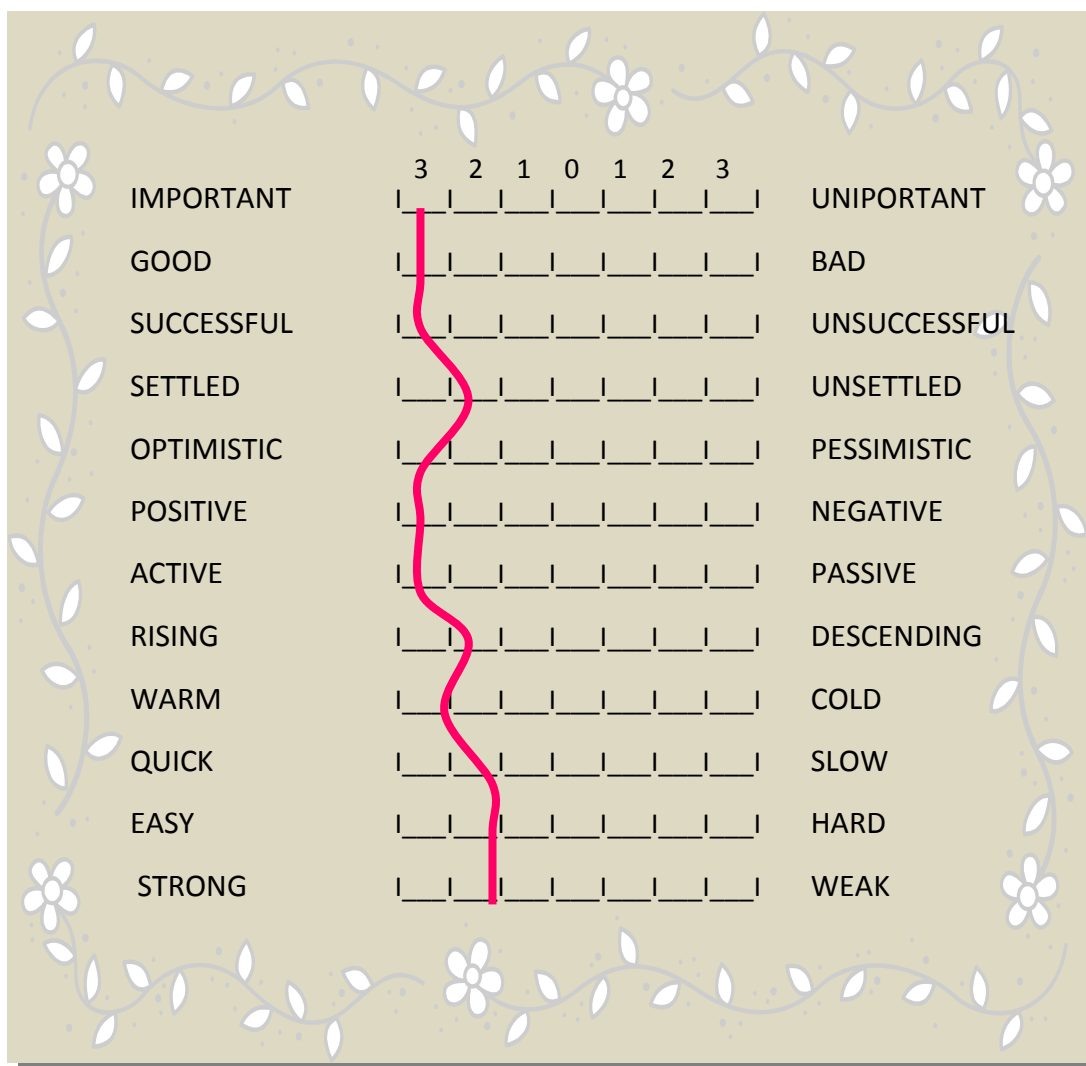 3 2 1 0 1 2 3
IMPORTANT I___I___I___I___I___I___I___I UNIPORTANT
GOOD I___I___I___I___I___I___I___I BAD
SUCCESSFUL I___I___I___I___I___I___I___I UNSUCCESSFUL
SETTLED I___I___I___I___I___I___I___I UNSETTLED
OPTIMISTIC I___I___I___I___I___I___I___I PESSIMISTIC
POSITIVE I___I___I___I___I___I___I___I NEGATIVE
ACTIVE I___I___I___I___I___I___I___I PASSIVE
RISING I___I___I___I___I___I___I___I DESCENDING
WARM I___I___I___I___I___I___I___I COLD
QUICK I___I___I___I___I___I___I___I SLOW
EASY I___I___I___I___I___I___I___I HARD
STRONG I___I___I___I___I___I___I___I WEAK